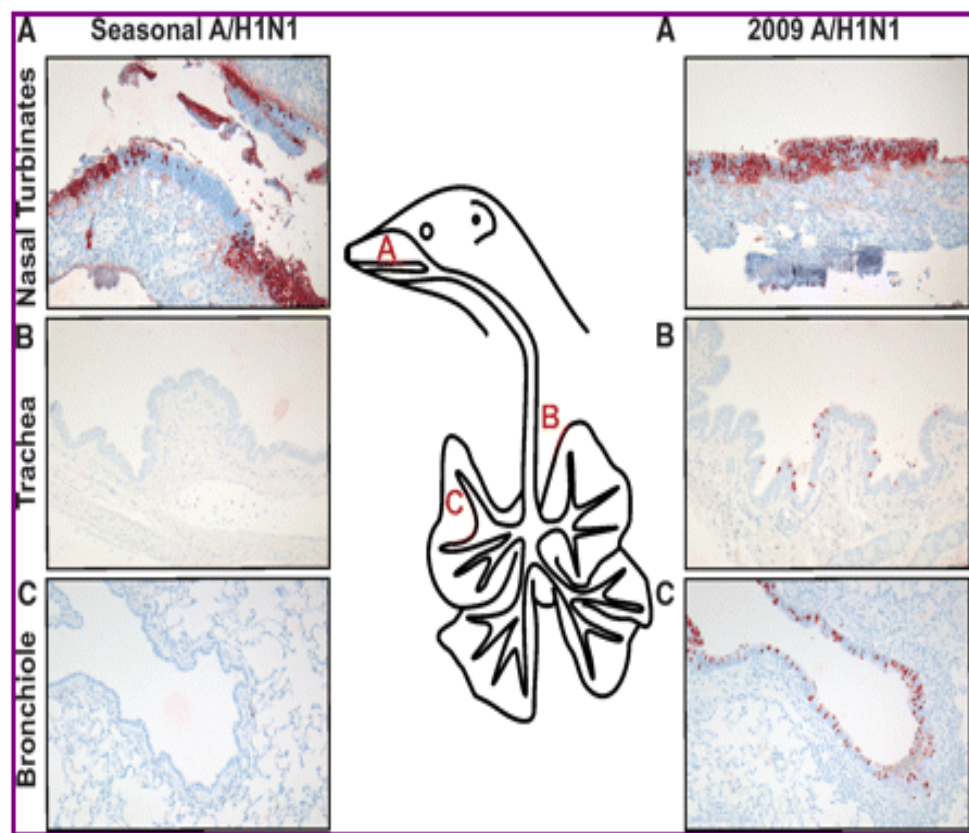 A Seasonal A/H1N1
A 2009 A/H1N1
Nasal Turbinates
A
B
Trachea
B
B
C
Bronchiole
C
C